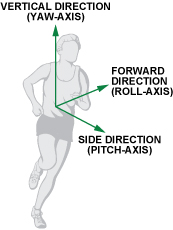 VERTICAL DIRECTION
(YAW-AXIS)
FORWARD
DIRECTION
(ROLL-AXIS)
SIDE DIRECTION
(PITCH-AXIS)